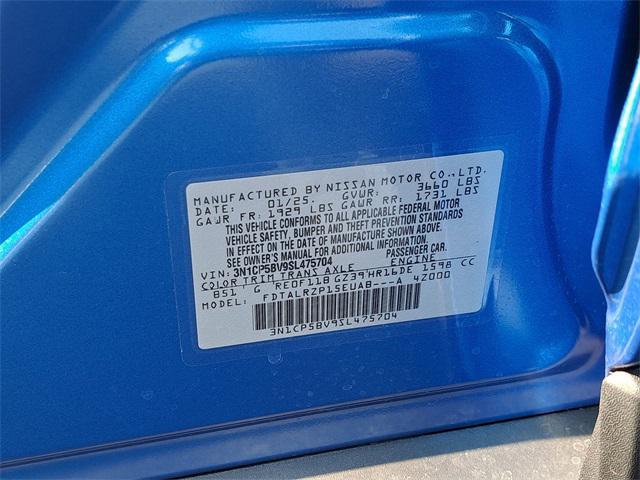 MANUFACTURED BY NISSAN MOTOR CO., LTD.
DATE: 01/25. GVWR: 3660 LBS
GAWR FR: 1929 LBS GAWR RR: 1731 LBS
THIS VEHICLE CONFORMS TO ALL APPLICABLE FEDERAL MOTOR
VEHICLE SAFETY, BUMPER AND THEFT PREVENTION STANDARDS
IN EFFECT ON THE DATE OF MANUFACTURE SHOWN ABOVE.
SEE OWNER'S MANUAL FOR ADDITIONAL INFORMATION.
VIN: 3N1CP5BV9SL475704 PASSENGER CAR.
COLOR TRIM TRANS AXLE ENGINE
B51 G RE0F11B GZ39 HR16DE 1598 CC
MODEL: FDTALRZP15EUAB---A 4Z000
3N1CP5BV9SL475704